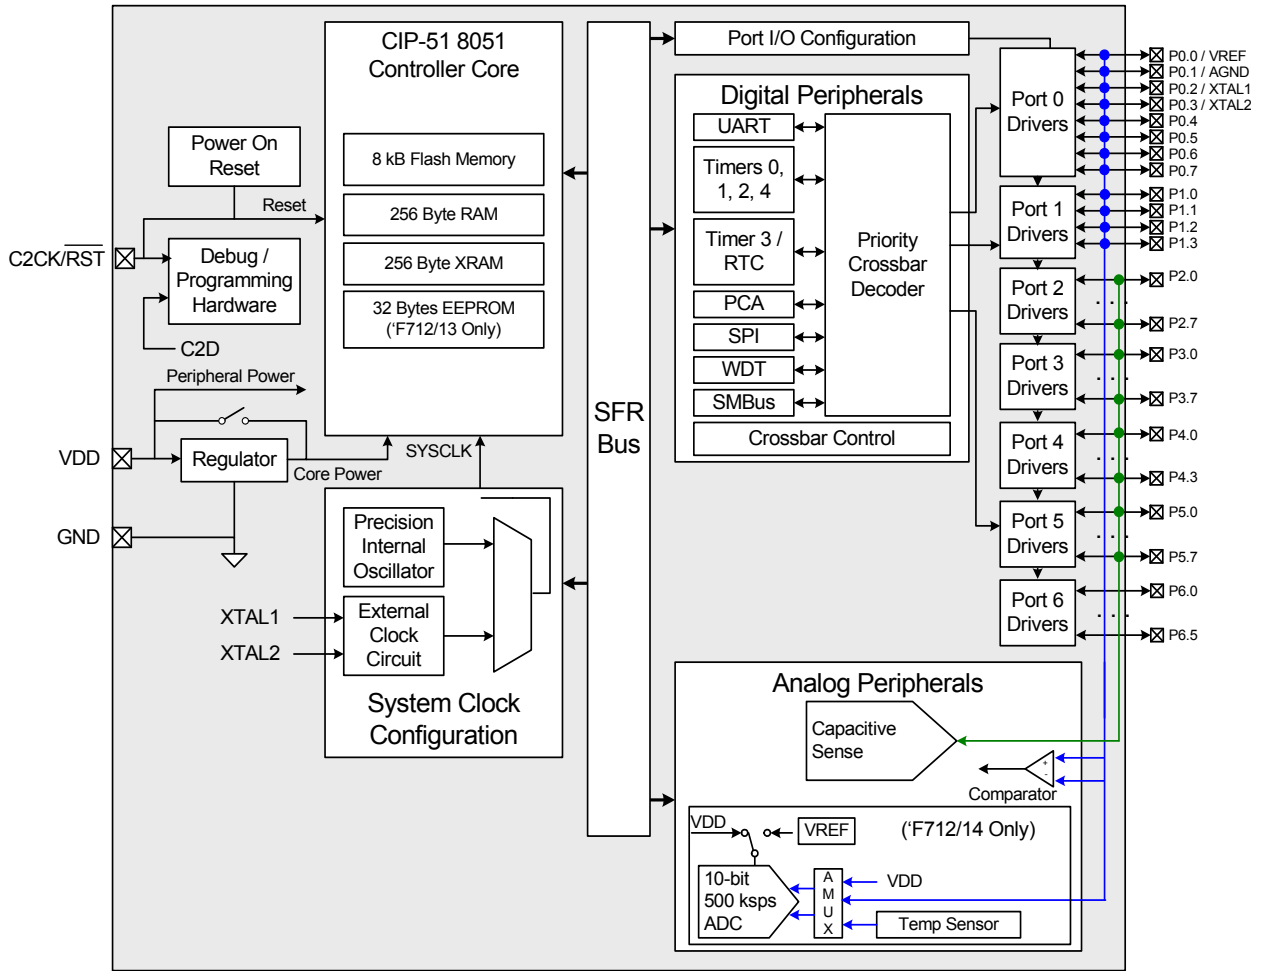 CIP-51 8051
Controller Core
8 kB Flash Memory
256 Byte RAM
256 Byte XRAM
32 Bytes EEPROM
(‘F712/13 Only)
Power On
Reset
Reset
C2CK/RST
Debug /
Programming
Hardware
C2D
Peripheral Power
VDD
Regulator
Core Power
SYSCLK
GND
Precision
Internal
Oscillator
XTAL1
XTAL2
External
Clock
Circuit
System Clock
Configuration
SFR
Bus
Port I/O Configuration
Digital Peripherals
UART
Timers 0,
1, 2, 4
Timer 3 /
RTC
PCA
SPI
WDT
SMBus
Priority
Crossbar
Decoder
Crossbar Control
Port 0
Drivers
Port 1
Drivers
Port 2
Drivers
Port 3
Drivers
Port 4
Drivers
Port 5
Drivers
Port 6
Drivers
P0.0 / VREF
P0.1 / AGND
P0.2 / XTAL1
P0.3 / XTAL2
P0.4
P0.5
P0.6
P0.7
P1.0
P1.1
P1.2
P1.3
P2.0
. . .
P2.7
P3.0
. . .
P3.7
P4.0
. . .
P4.3
P5.0
. . .
P5.7
P6.0
. . .
P6.5
Analog Peripherals
Capacitive
Sense
+
-
Comparator
VDD
VREF
(‘F712/14 Only)
10-bit
500 ksps
ADC
A
M
U
X
VDD
Temp Sensor